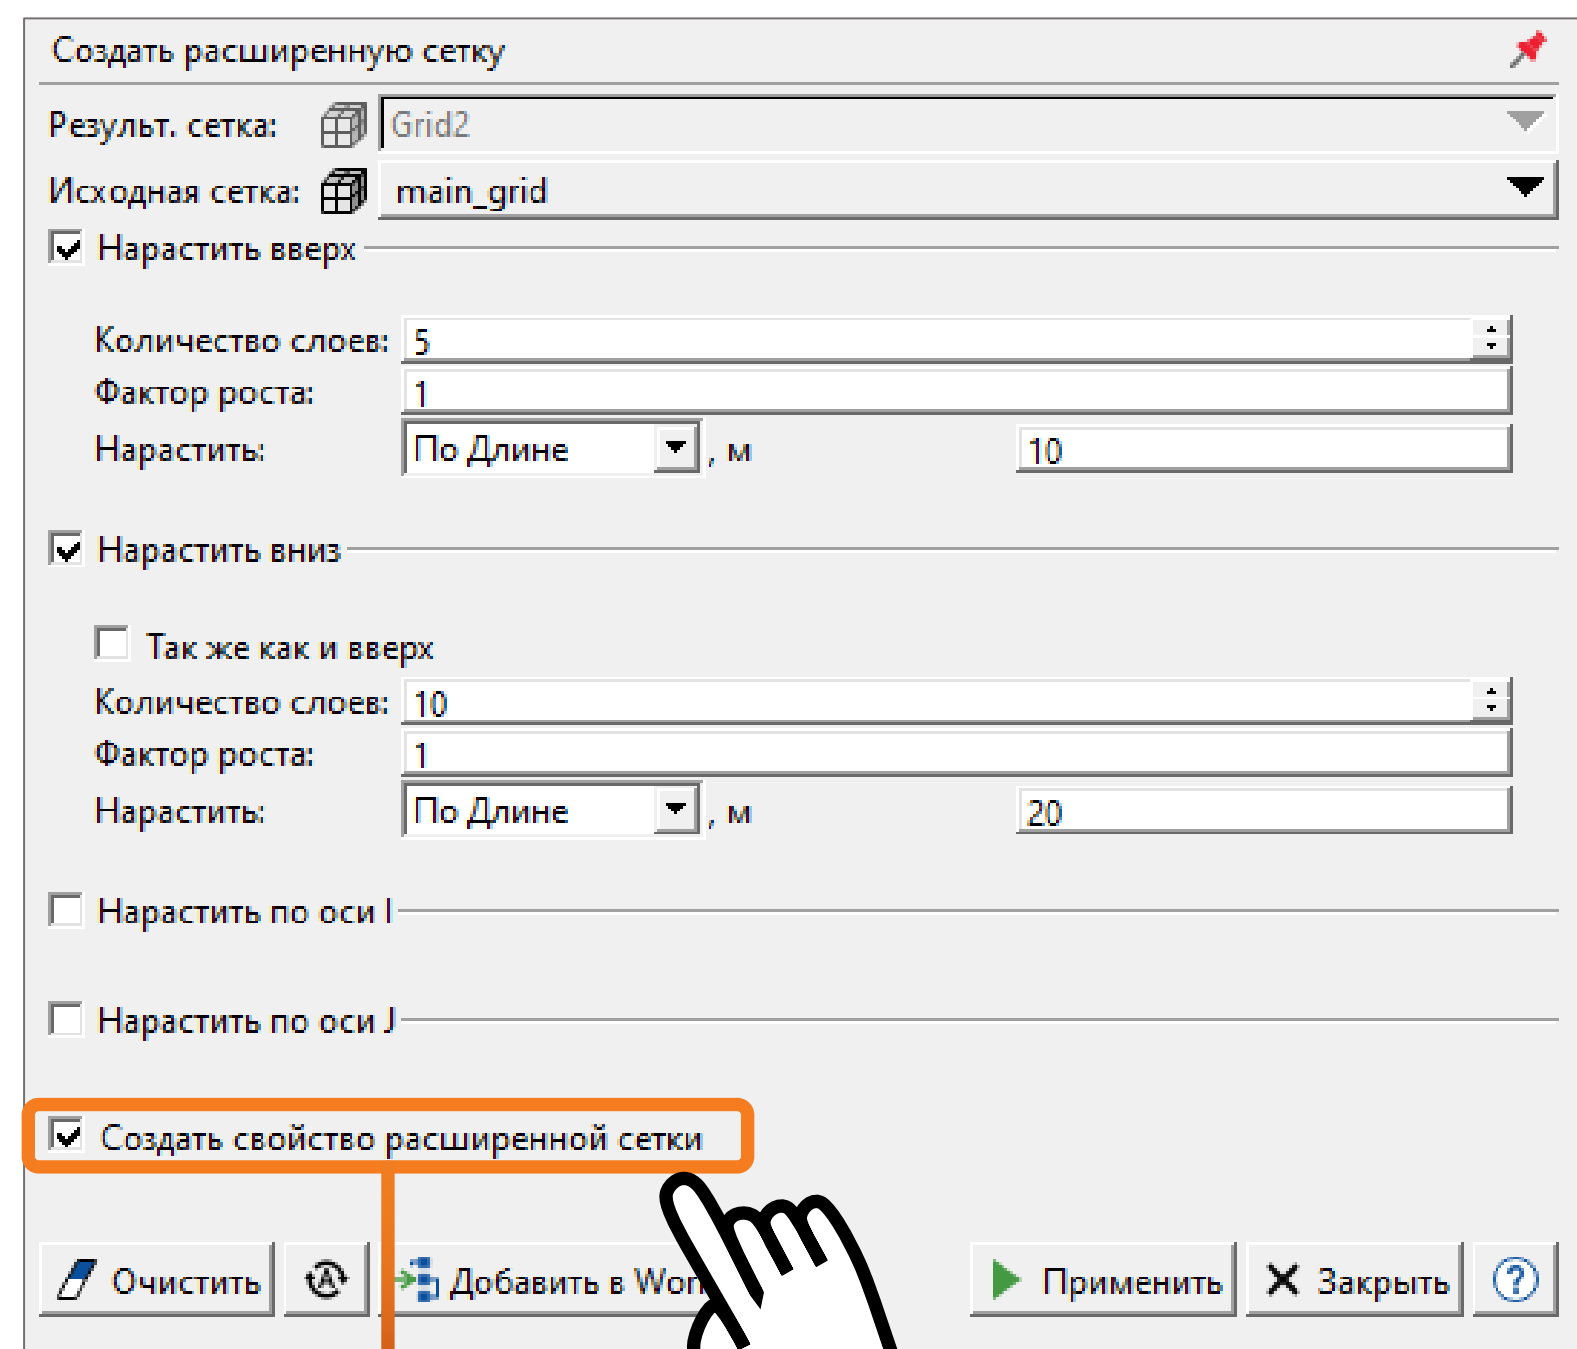 Создать расширенную сетку
Результ. сетка: Grid2
Исходная сетка: main_grid
Нарастить вверх
Количество слоев: 5
Фактор роста: 1
Нарастить: По Длине , м 10
Нарастить вниз
Так же как и вверх
Количество слоев: 10
Фактор роста: 1
Нарастить: По Длине , м 20
Нарастить по оси I
Нарастить по оси J
Создать свойство расширенной сетки
Очистить A Добавить в Применить Закрыть ?